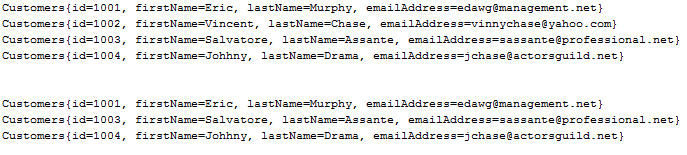 Customers{id=1001, firstName=Eric, lastName=Murphy, emailAddress=edawg@management.net}
Customers{id=1002, firstName=Vincent, lastName=Chase, emailAddress=vinnychase@yahoo.com}
Customers{id=1003, firstName=Salvatore, lastName=Assante, emailAddress=sassante@professional.net}
Customers{id=1004, firstName=Johhny, lastName=Drama, emailAddress=jchase@actorsguild.net}
Customers{id=1001, firstName=Eric, lastName=Murphy, emailAddress=edawg@management.net}
Customers{id=1003, firstName=Salvatore, lastName=Assante, emailAddress=sassante@professional.net}
Customers{id=1004, firstName=Johhny, lastName=Drama, emailAddress=jchase@actorsguild.net}